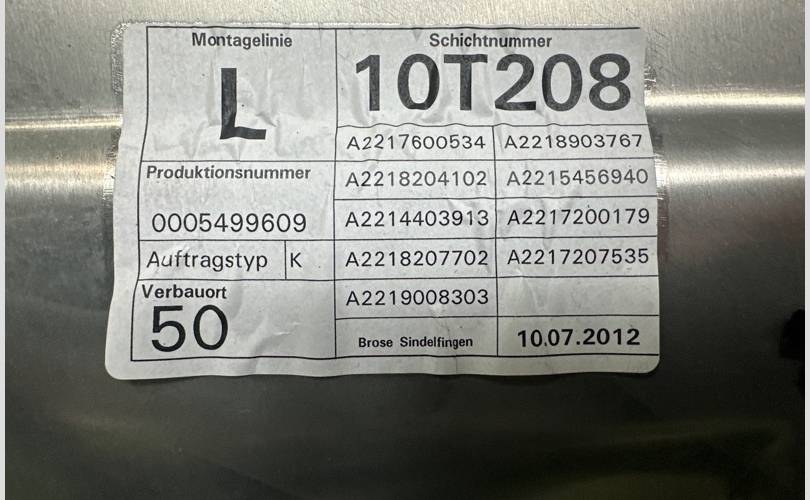 Montagelinie
L
Schichtnummer
10T208
A2217600534 A2218903767
Produktionsnummer
0005499609
A2218204102 A2215456940
A2214403913 A2217200179
Auftragstyp K
A2218207702 A2217207535
Verbauort
50
A2219008303
Brose Sindelfingen 10.07.2012